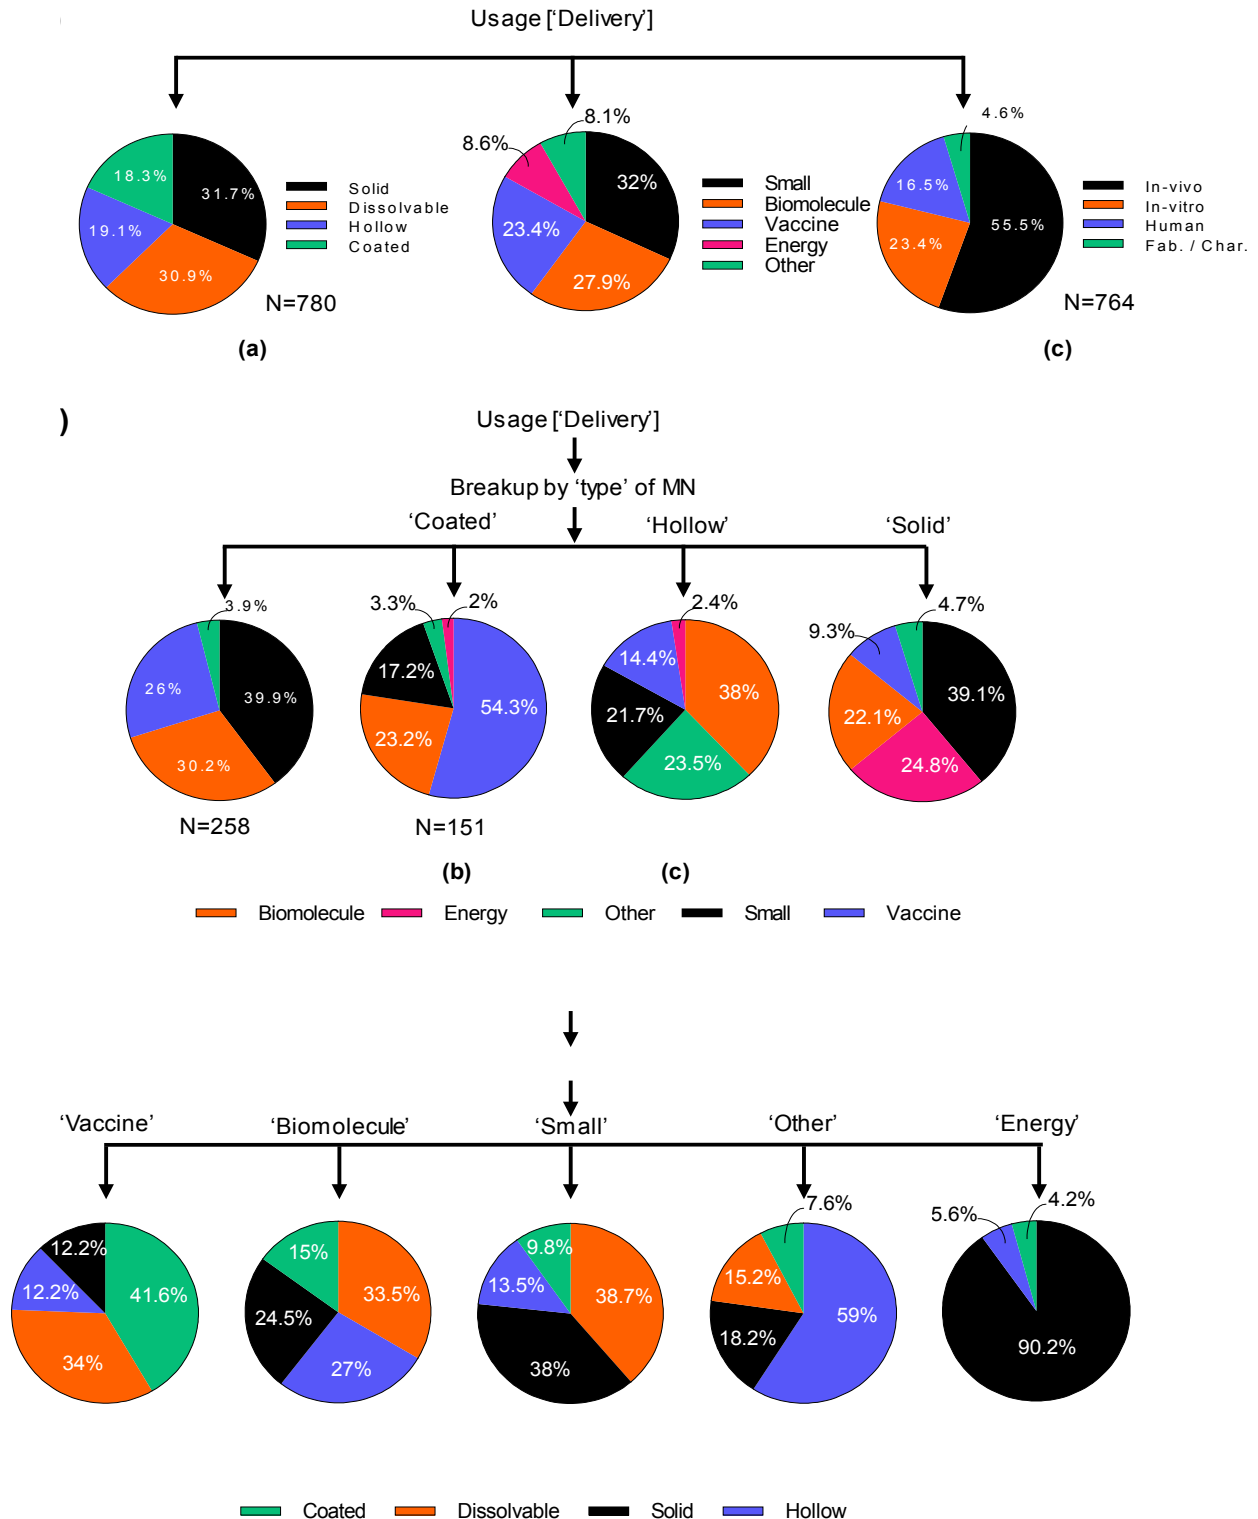 Usage [‘Delivery’]
18.3%
31.7%
19.1%
30.9%
Solid
Dissolvable
Hollow
Coated
N=780
(a)
8.6%
8.1%
32%
23.4%
27.9%
Small
Biomolecule
Vaccine
Energy
Other
4.6%
16.5%
55.5%
23.4%
In-vivo
In-vitro
Human
Fab. / Char.
N=764
(c)
)
Usage [‘Delivery’]
Breakup by ‘type’ of MN
‘Coated’
‘Hollow’
‘Solid’
3.9%
26%
39.9%
30.2%
N=258
3.3%
2%
17.2%
54.3%
23.2%
N=151
(b)
2.4%
14.4%
38%
21.7%
23.5%
(c)
4.7%
9.3%
39.1%
22.1%
24.8%
Biomolecule Energy Other Small Vaccine
‘Vaccine’
‘Biomolecule’
‘Small’
‘Other’
‘Energy’
12.2%
12.2%
41.6%
34%
15%
33.5%
24.5%
27%
9.8%
13.5%
38.7%
38%
7.6%
15.2%
59%
18.2%
5.6%
4.2%
90.2%
Coated Dissolvable Solid Hollow